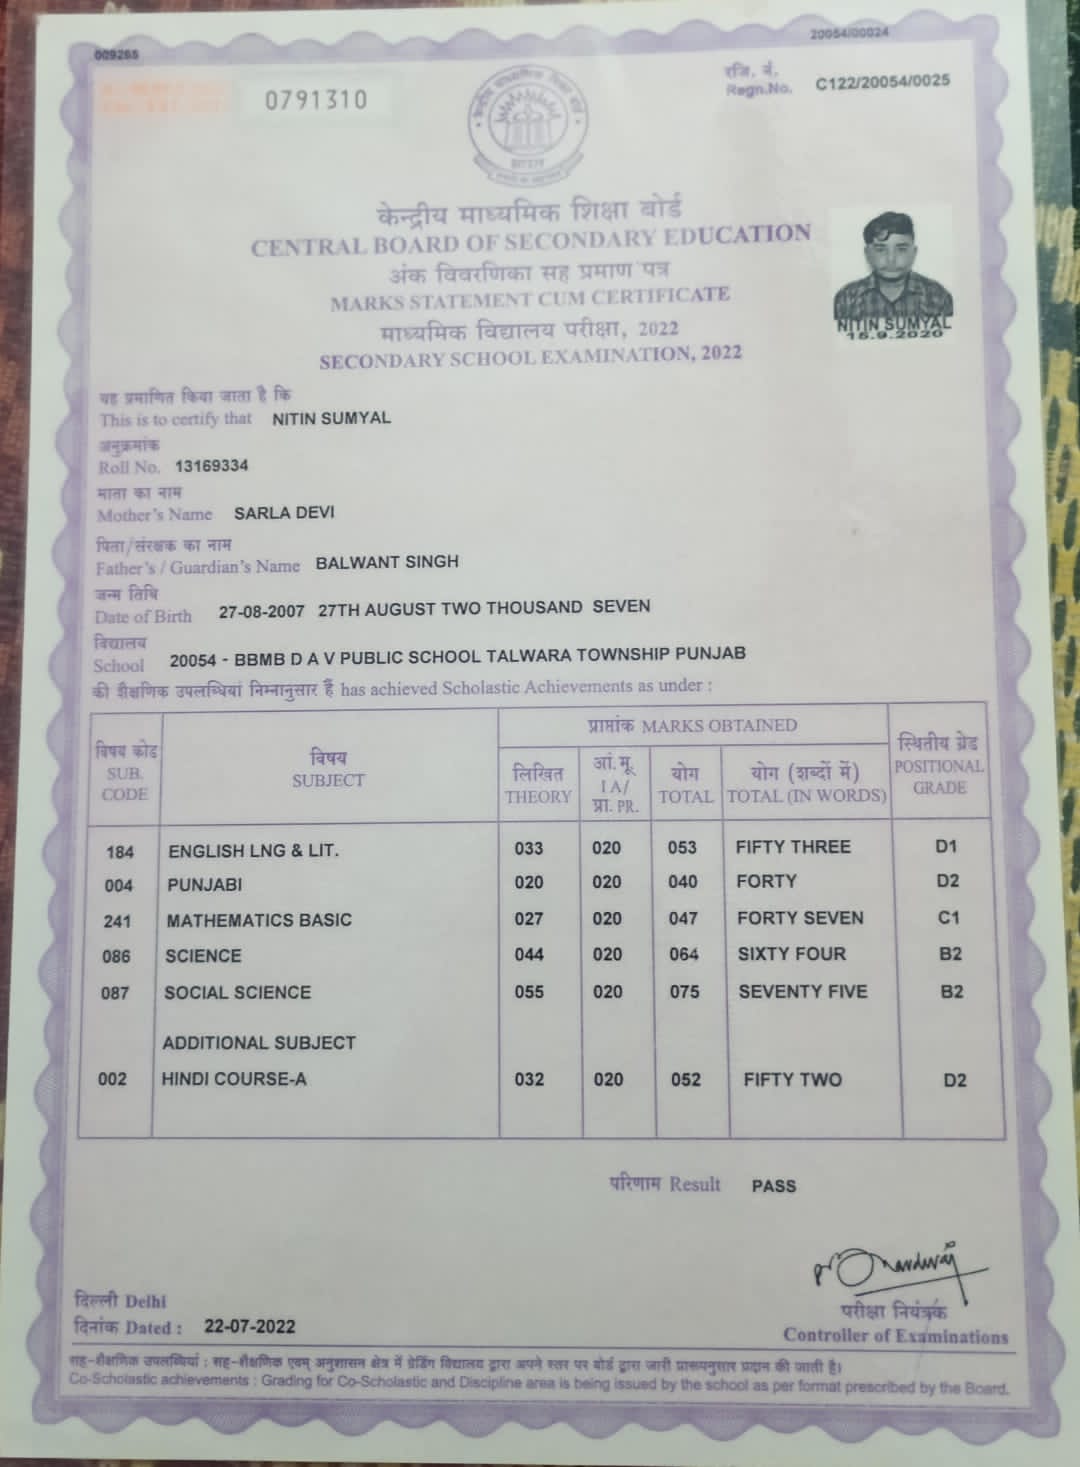 009265
20054/00024
0791310
रजि. नं.
Regn.No. C122/20054/0025
भारत
केन्द्रीय माध्यमिक शिक्षा बोर्ड
CENTRAL BOARD OF SECONDARY EDUCATION
अंक विवरणिका सह प्रमाण पत्र
MARKS STATEMENT CUM CERTIFICATE
माध्यमिक विद्यालय परीक्षा, 2022
SECONDARY SCHOOL EXAMINATION, 2022
NITIN SUMYAL
15.9.2020
यह प्रमाणित किया जाता है कि
This is to certify that NITIN SUMYAL
अनुक्रमांक
Roll No. 13169334
माता का नाम
Mother's Name SARLA DEVI
पिता/संरक्षक का नाम
Father's / Guardian's Name BALWANT SINGH
जन्म तिथि
Date of Birth 27-08-2007 27TH AUGUST TWO THOUSAND SEVEN
विद्यालय
School 20054 - BBMB D A V PUBLIC SCHOOL TALWARA TOWNSHIP PUNJAB
की शैक्षणिक उपलब्धियां निम्नानुसार हैं has achieved Scholastic Achievements as under :
विषय कोड SUB. CODE
विषय SUBJECT
प्राप्तांक MARKS OBTAINED
लिखित THEORY
आं.मू. I A/ प्रा. PR.
योग TOTAL
योग (शब्दों में) TOTAL (IN WORDS)
स्थितीय ग्रेड POSITIONAL GRADE
184 ENGLISH LNG & LIT. 033 020 053 FIFTY THREE D1
004 PUNJABI 020 020 040 FORTY D2
241 MATHEMATICS BASIC 027 020 047 FORTY SEVEN C1
086 SCIENCE 044 020 064 SIXTY FOUR B2
087 SOCIAL SCIENCE 055 020 075 SEVENTY FIVE B2
ADDITIONAL SUBJECT
002 HINDI COURSE-A 032 020 052 FIFTY TWO D2
परिणाम Result PASS
दिल्ली Delhi
दिनांक Dated : 22-07-2022
परीक्षा नियंत्रक
Controller of Examinations
सह-शैक्षणिक उपलब्धियां : सह-शैक्षणिक एवम् अनुशासन क्षेत्र में ग्रेडिंग विद्यालय द्वारा अपने स्तर पर बोर्ड द्वारा जारी प्रारूपनुसार प्रदान की जाती है।
Co-Scholastic achievements : Grading for Co-Scholastic and Discipline area is being issued by the school as per format prescribed by the Board.